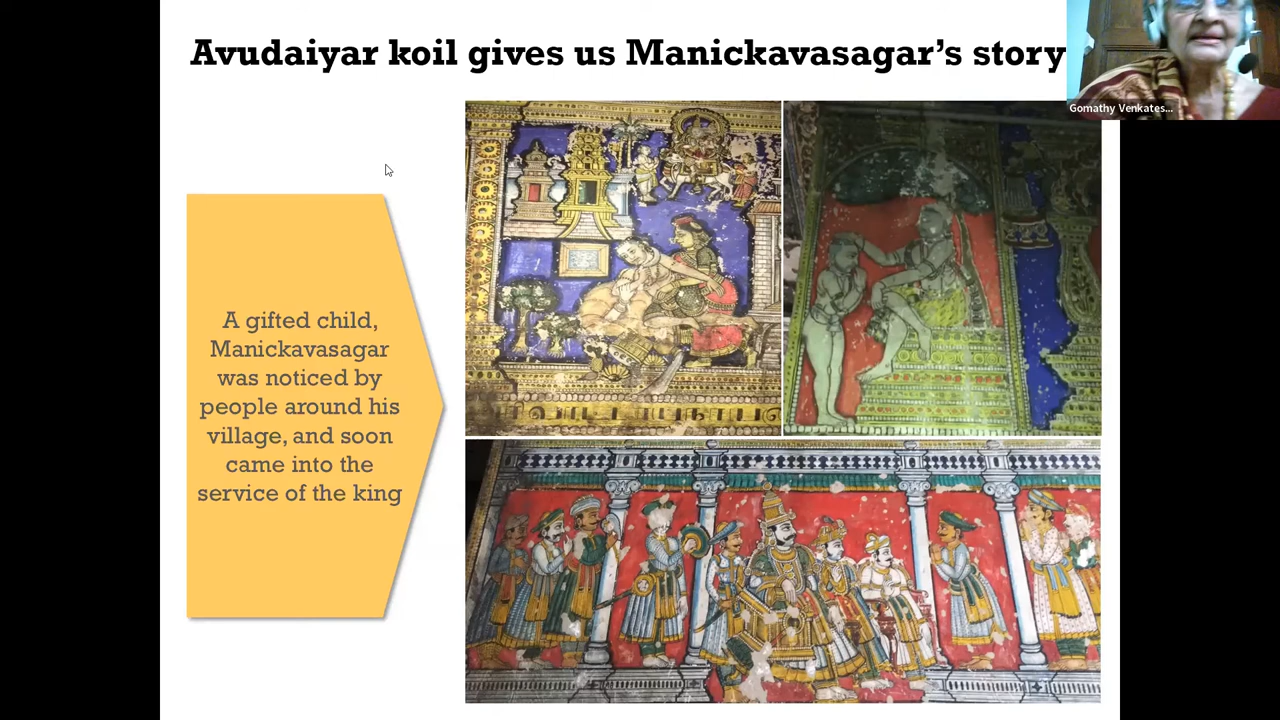 Avudaiyar koil gives us Manickavasagar’s story
Gomathy Venkates...
A gifted child,
Manickavasagar
was noticed by
people around his
village, and soon
came into the
service of the king